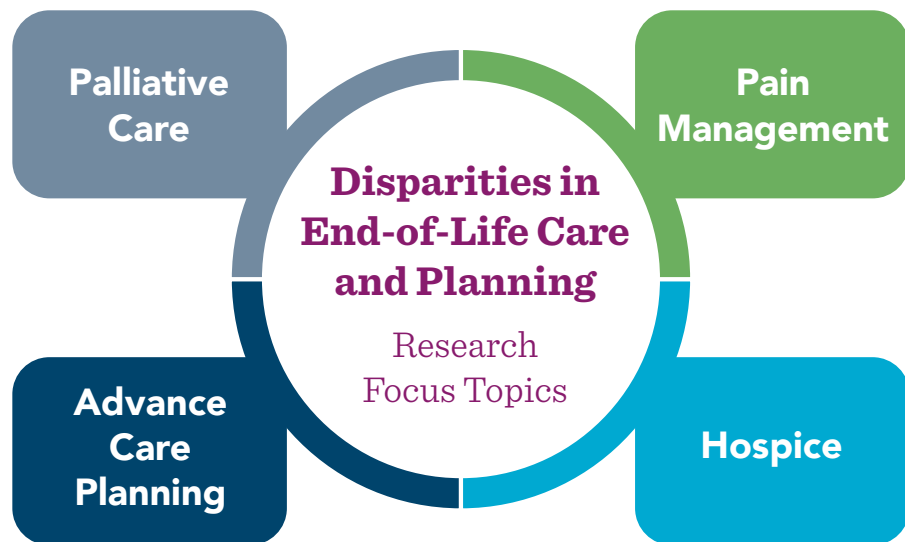 Palliative
Care
Pain
Management
Disparities in
End-of-Life Care
and Planning
Research
Focus Topics
Advance
Care
Planning
Hospice